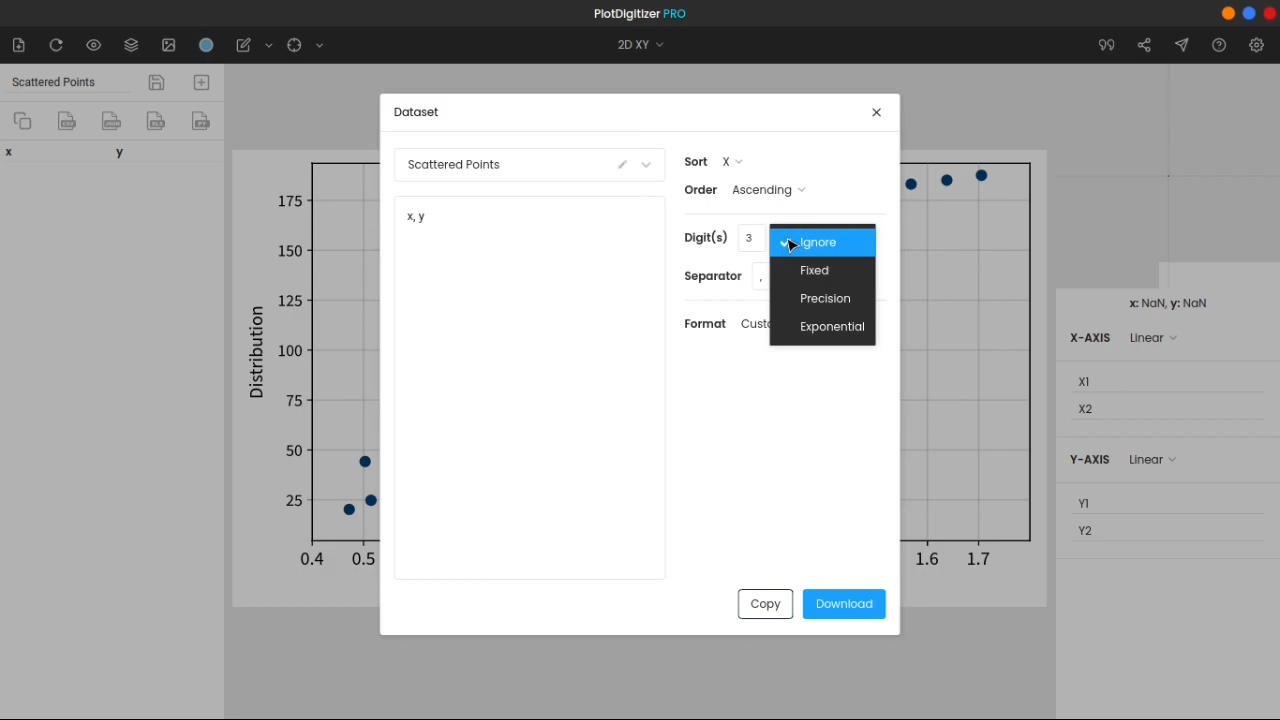 PlotDigitizer PRO
2D XY
Scattered Points
x y
Dataset
Scattered Points
x, y
Sort X
Order Ascending
Digit(s) 3
Ignore
Fixed
Precision
Exponential
Separator ,
Format Custo
Copy Download
Distribution
175
150
125
100
75
50
25
0.4 0.5 1.6 1.7
x: NaN, y: NaN
X-AXIS Linear
X1
X2
Y-AXIS Linear
Y1
Y2